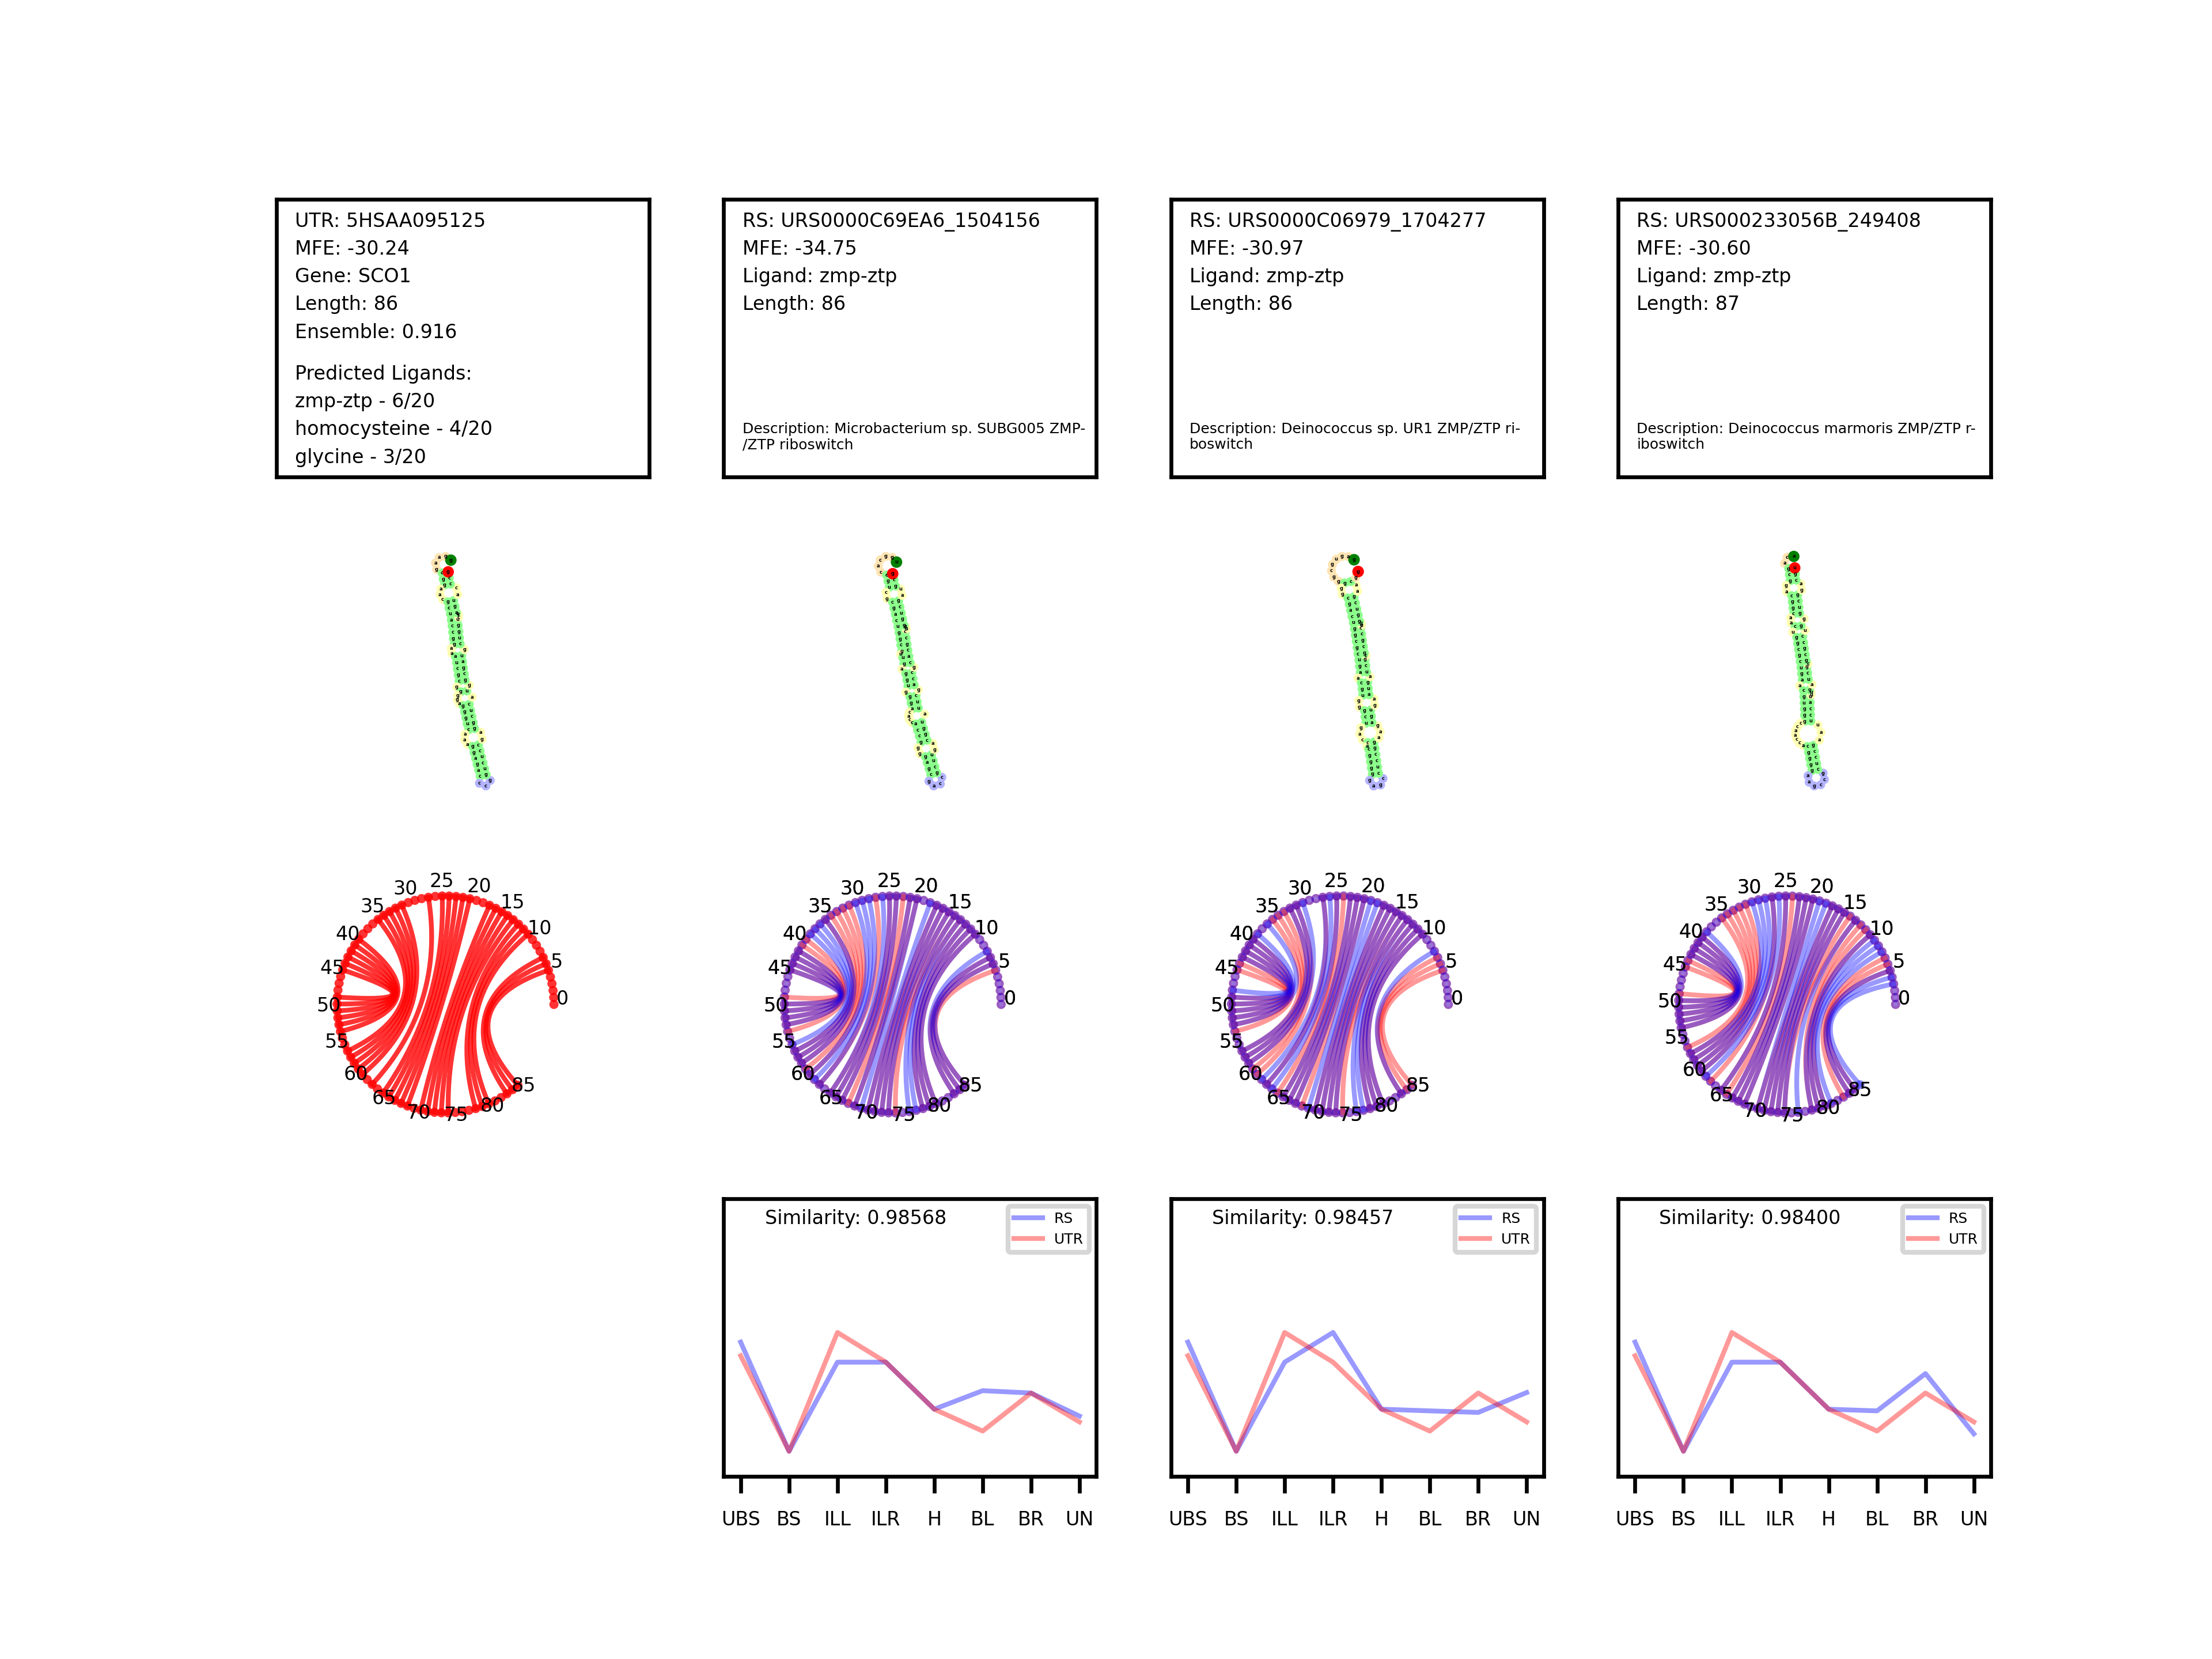 UTR: 5HSAA095125
MFE: -30.24
Gene: SCO1
Length: 86
Ensemble: 0.916
Predicted Ligands:
zmp-ztp - 6/20
homocysteine - 4/20
glycine - 3/20
RS: URS0000C69EA6_1504156
MFE: -34.75
Ligand: zmp-ztp
Length: 86
Description: Microbacterium sp. SUBG005 ZMP-
/ZTP riboswitch
RS: URS0000C06979_1704277
MFE: -30.97
Ligand: zmp-ztp
Length: 86
Description: Deinococcus sp. UR1 ZMP/ZTP ri-
boswitch
RS: URS000233056B_249408
MFE: -30.60
Ligand: zmp-ztp
Length: 87
Description: Deinococcus marmoris ZMP/ZTP r-
iboswitch
0 5 10 15 20 25 30 35 40 45 50 55 60 65 70 75 80 85
0 5 10 15 20 25 30 35 40 45 50 55 60 65 70 75 80 85
0 5 10 15 20 25 30 35 40 45 50 55 60 65 70 75 80 85
0 5 10 15 20 25 30 35 40 45 50 55 60 65 70 75 80 85
Similarity: 0.98568
RS
UTR
UBS BS ILL ILR H BL BR UN
Similarity: 0.98457
RS
UTR
UBS BS ILL ILR H BL BR UN
Similarity: 0.98400
RS
UTR
UBS BS ILL ILR H BL BR UN